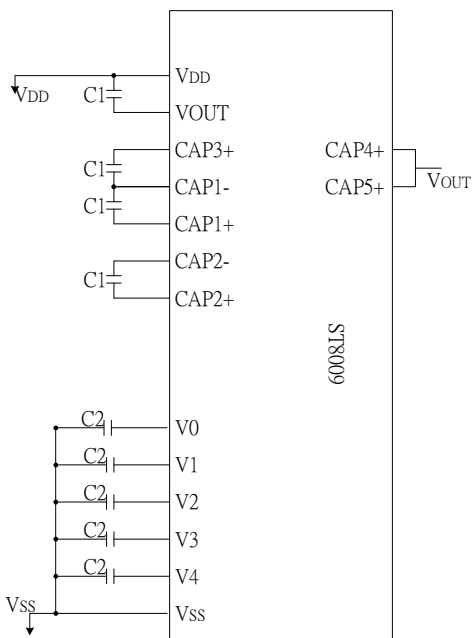 VDD
VDD
C1
VOUT
CAP3+
CAP4+
C1
CAP1-
CAP5+
VOUT
C1
CAP1+
CAP2-
C1
CAP2+
ST8009
C2
V0
C2
V1
C2
V2
C2
V3
C2
V4
VSS
VSS